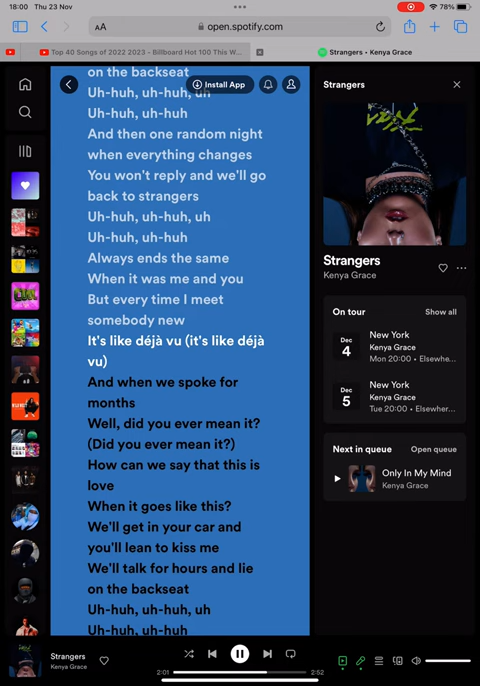 18:00 Thu 23 Nov
78%
AA
open.spotify.com
Top 40 Songs of 2022 2023 - Billboard Hot 100 This W...
Strangers • Kenya Grace
on the backseat
Uh-huh, uh-huh, uh
Install App
Uh-huh, uh-huh
And then one random night
when everything changes
You won't reply and we'll go
back to strangers
Uh-huh, uh-huh, uh
Uh-huh, uh-huh
Always ends the same
When it was me and you
But every time I meet
somebody new
It's like déjà vu (it's like déjà
vu)
And when we spoke for
months
Well, did you ever mean it?
(Did you ever mean it?)
How can we say that this is
love
When it goes like this?
We'll get in your car and
you'll lean to kiss me
We'll talk for hours and lie
on the backseat
Uh-huh, uh-huh, uh
Uh-huh, uh-huh
Strangers
Strangers
Kenya Grace
On tour
Show all
Dec
4
New York
Kenya Grace
Mon 20:00 • Elsewhe...
Dec
5
New York
Kenya Grace
Tue 20:00 • Elsewher...
Next in queue
Open queue
Only In My Mind
Kenya Grace
Strangers
Kenya Grace
2:01
2:52